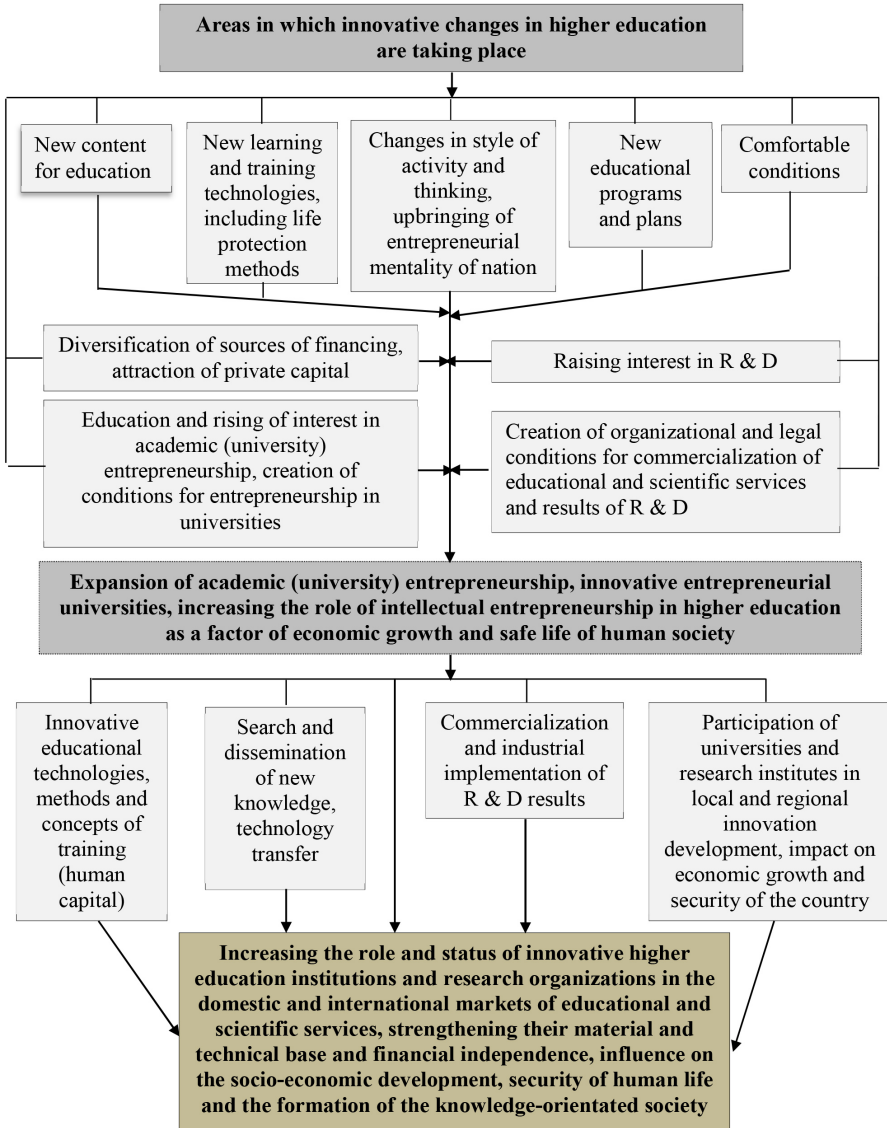 Areas in which innovative changes in higher education
are taking place
New content
for education
New learning
and training
technologies,
including life
protection
methods
Changes in style of
activity and
thinking,
upbringing of
entrepreneurial
mentality of nation
New
educational
programs
and plans
Comfortable
conditions
Diversification of sources of financing,
attraction of private capital
Raising interest in R & D
Education and rising of interest in
academic (university)
entrepreneurship, creation of
conditions for entrepreneurship in
universities
Creation of organizational and legal
conditions for commercialization of
educational and scientific services
and results of R & D
Expansion of academic (university) entrepreneurship, innovative entrepreneurial
universities, increasing the role of intellectual entrepreneurship in higher education
as a factor of economic growth and safe life of human society
Innovative
educational
technologies,
methods and
concepts of
training
(human
capital)
Search and
dissemination
of new
knowledge,
technology
transfer
Commercialization
and industrial
implementation of
R & D results
Participation of
universities and
research institutes in
local and regional
innovation
development, impact on
economic growth and
security of the country
Increasing the role and status of innovative higher
education institutions and research organizations in the
domestic and international markets of educational and
scientific services, strengthening their material and
technical base and financial independence, influence on
the socio-economic development, security of human life
and the formation of the knowledge-orientated society